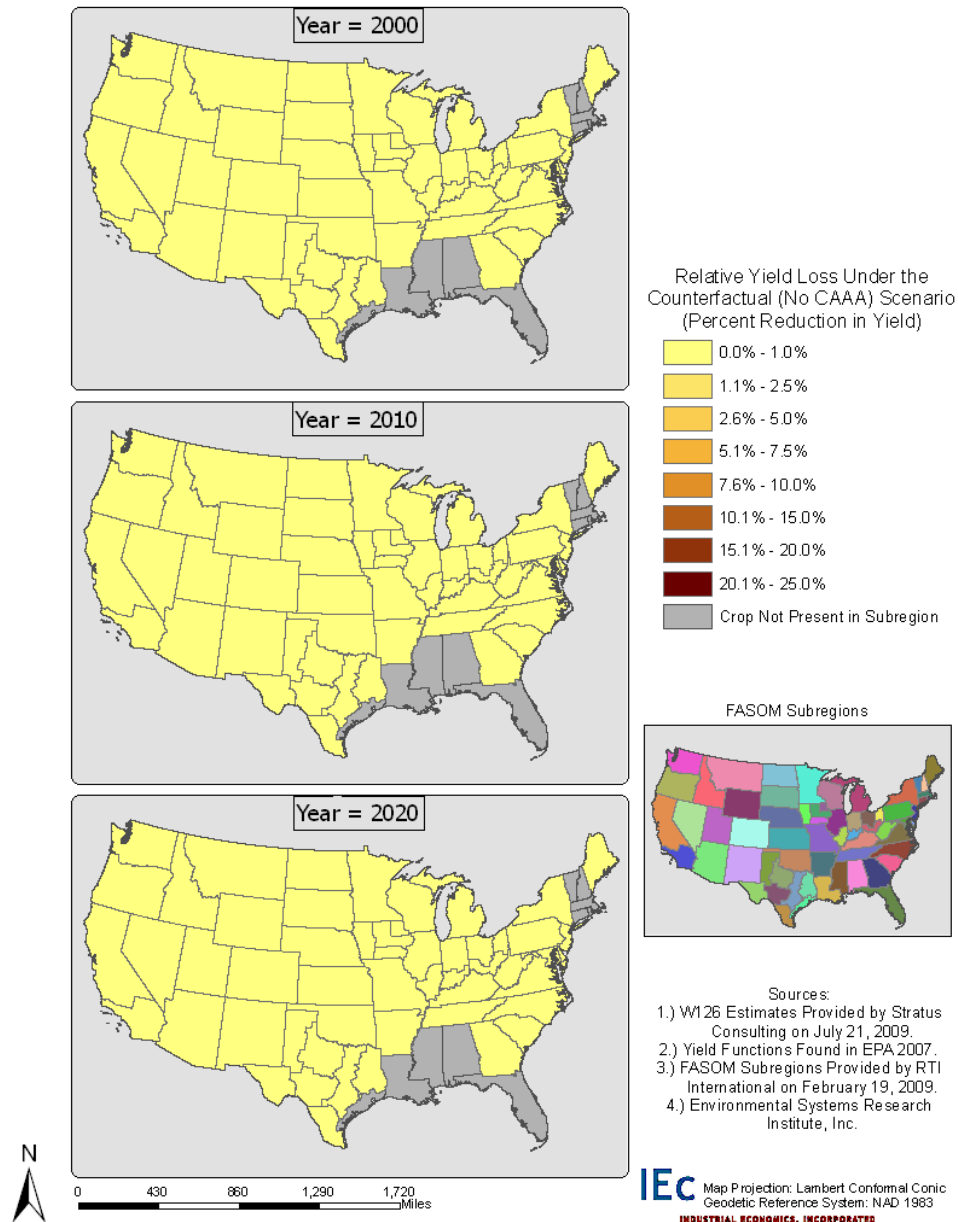 Year = 2000
Year = 2010
Year = 2020
Relative Yield Loss Under the
Counterfactual (No CAAA) Scenario
(Percent Reduction in Yield)
0.0% - 1.0%
1.1% - 2.5%
2.6% - 5.0%
5.1% - 7.5%
7.6% - 10.0%
10.1% - 15.0%
15.1% - 20.0%
20.1% - 25.0%
Crop Not Present in Subregion
FASOM Subregions
Sources:
1.) W126 Estimates Provided by Stratus
Consulting on July 21, 2009.
2.) Yield Functions Found in EPA 2007.
3.) FASOM Subregions Provided by RTI
International on February 19, 2009.
4.) Environmental Systems Research
Institute, Inc.
N
0 430 860 1,290 1,720
Miles
IEc
Map Projection: Lambert Conformal Conic
Geodetic Reference System: NAD 1983
INDUSTRIAL ECONOMICS, INCORPORATED